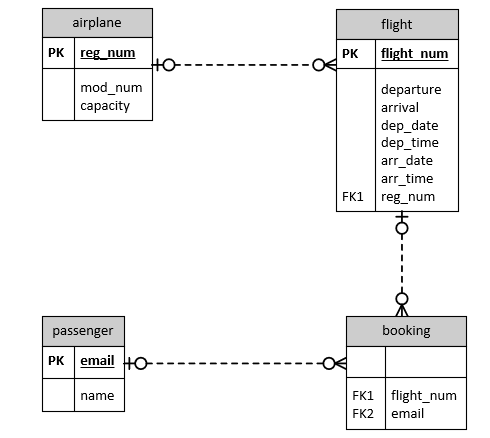 airplane
PK reg_num
mod_num
capacity
flight
PK flight_num
departure
arrival
dep_date
dep_time
arr_date
arr_time
FK1 reg_num
passenger
PK email
name
booking
FK1 flight_num
FK2 email